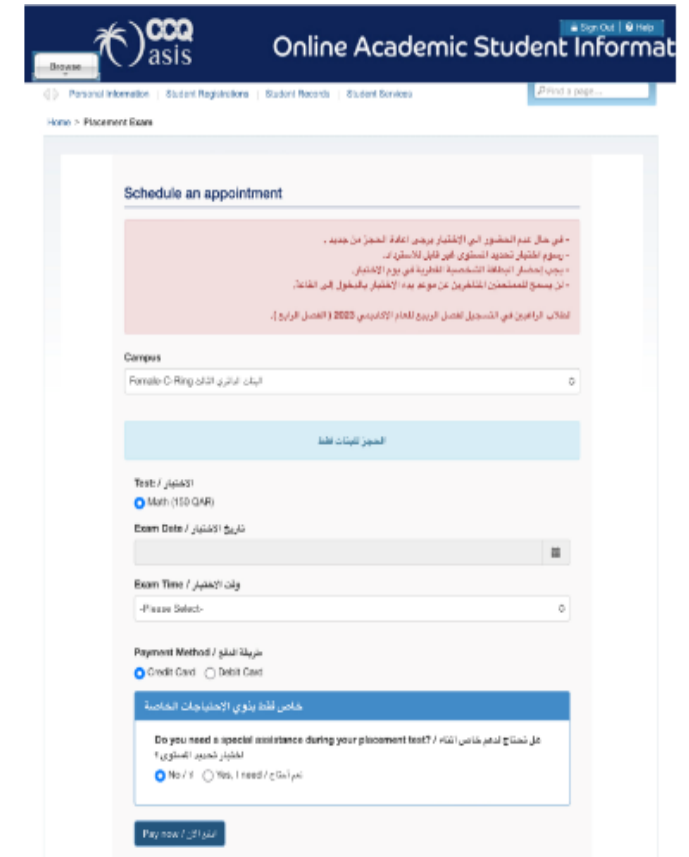 Sign Out | Help
CCQ
asis
Online Academic Student Informat
Browse
Personal Information | Student Registrations | Student Records | Student Services
Find a page...
Home > Placement Exam
Schedule an appointment
- في حال عدم الحضور الى الإختبار يرجى اعادة الحجز من جديد .
- رسوم اختبار تحديد المستوى غير قابل للاسترداد.
- يجب إحضار البطاقة الشخصية القطرية في يوم الاختبار.
- لن يسمح للممتحنين المتأخرين عن موعد بدء الاختبار بالدخول إلى القاعة.
لطلاب الراغبين في التسجيل لفصل الربيع للعام الاكاديمي 2023 ( الفصل الرابع ).
Campus
Female-C-Ring البنات الدائري الثالث
الحجز للبنات فقط
Test: / الاختبار
Math (150 QAR)
Exam Date / تاريخ الاختبار
Exam Time / وقت الاختبار
-Please Select-
Payment Method / طريقة الدفع
Credit Card Debit Card
خاص فقط بذوي الاحتياجات الخاصة
Do you need a special assistance during your placement test? / هل تحتاج لدعم خاص اثناء
اختبار تحديد المستوى ؟
No / لا Yes, I need / نعم أحتاج
Pay now / ادفع الان